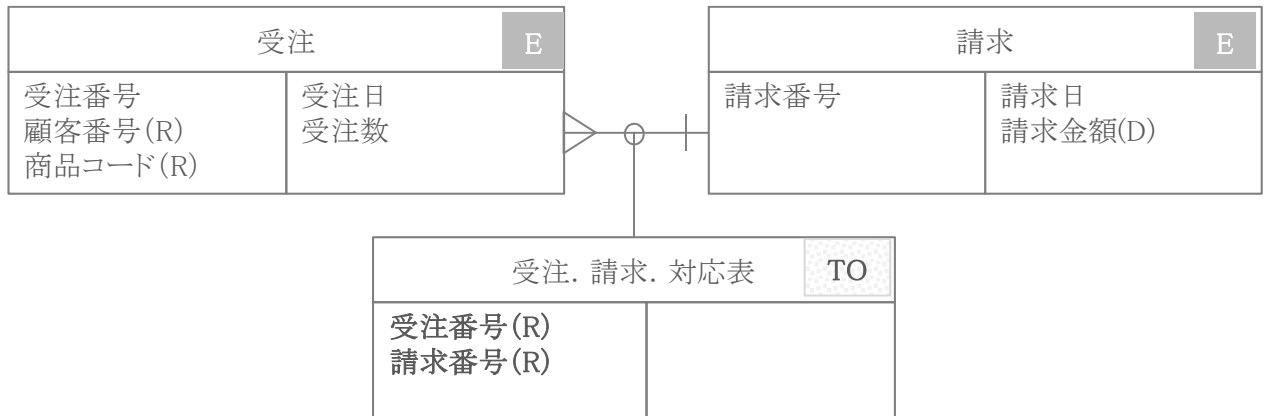 受注 E
受注番号
顧客番号(R)
商品コード(R)
受注日
受注数
請求 E
請求番号
請求日
請求金額(D)
受注. 請求. 対応表 TO
受注番号(R)
請求番号(R)